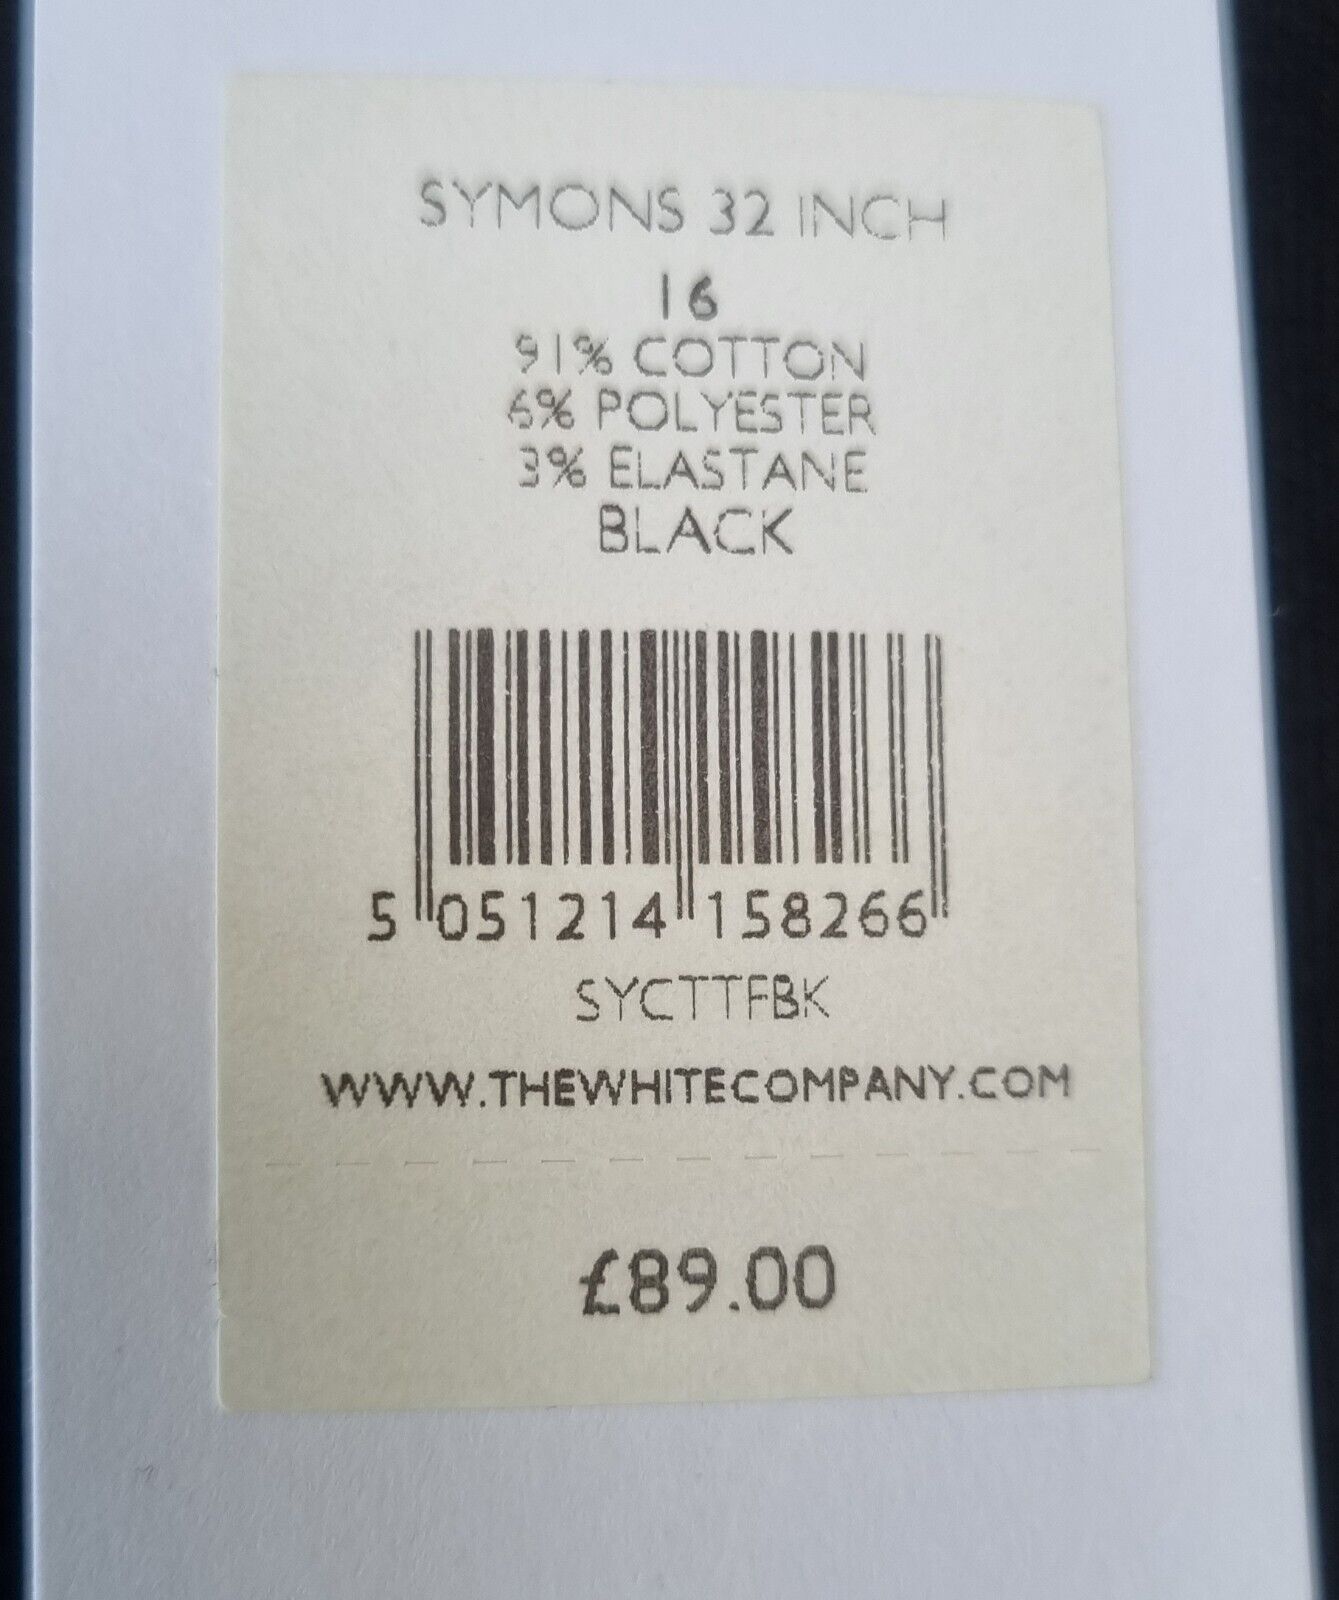 SYMONS 32 INCH
16
91% COTTON
6% POLYESTER
3% ELASTANE
BLACK
5 051214 158266
SYCTTFBK
WWW.THEWHITECOMPANY.COM
£89.00